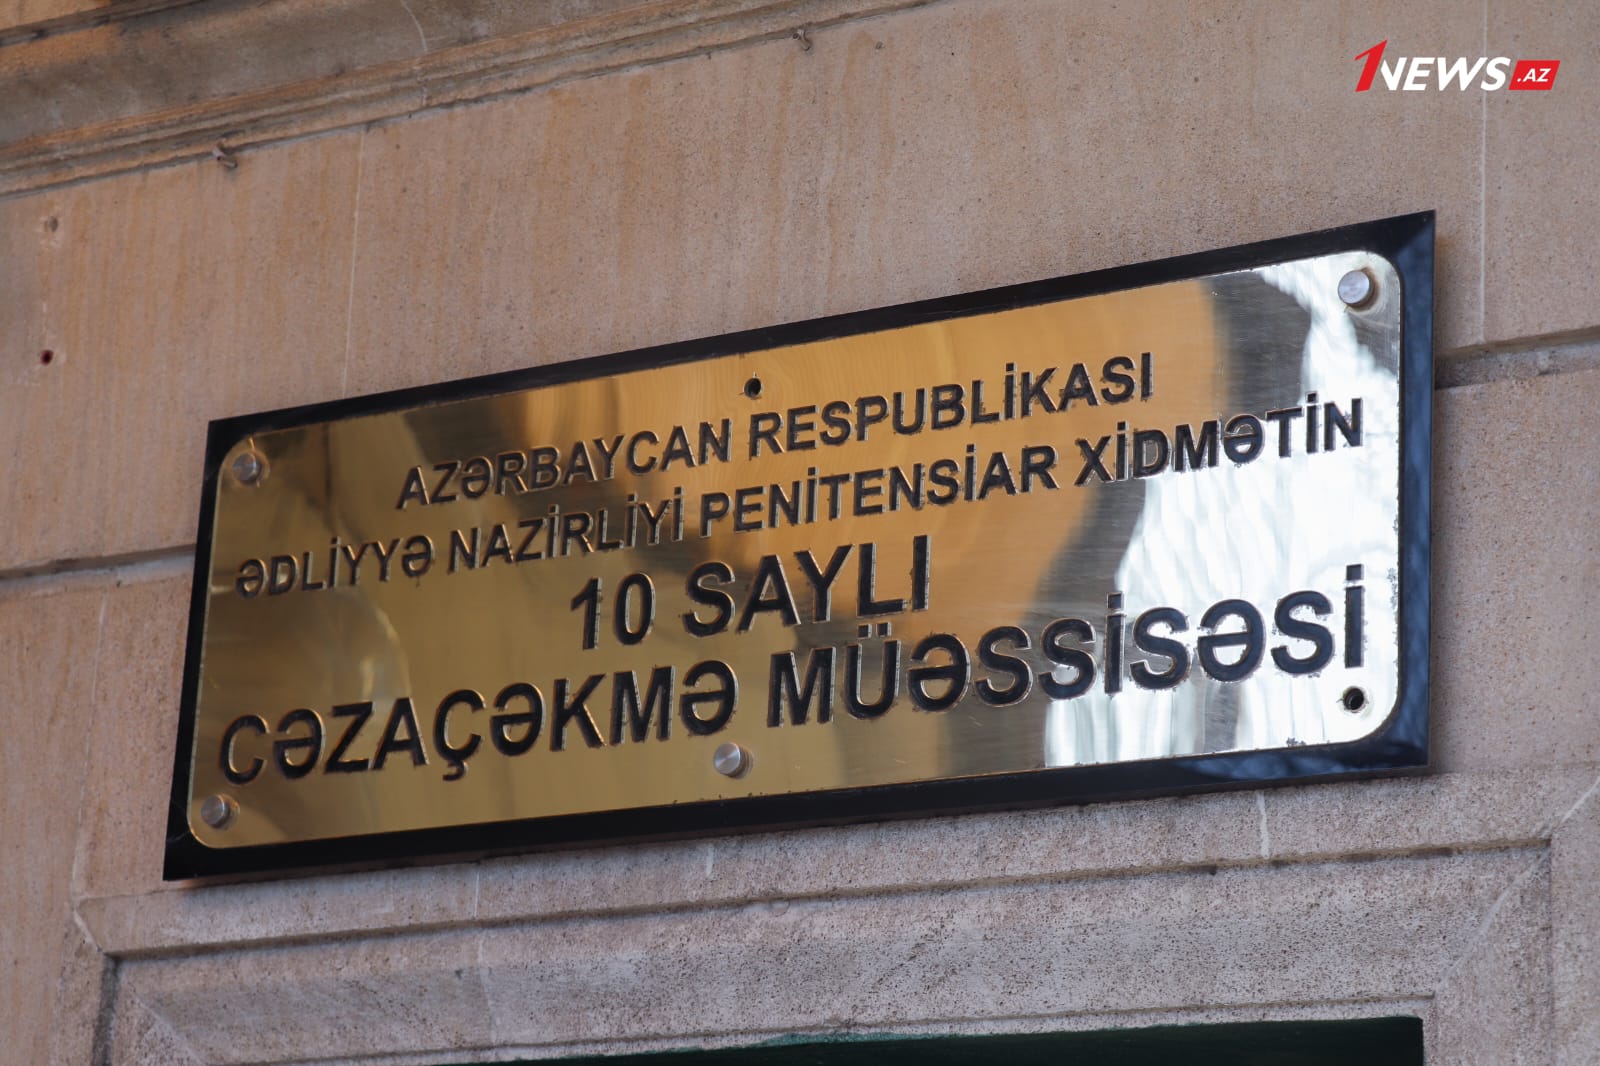 1NEWS.AZ
AZƏRBAYCAN RESPUBLİKASI
ƏDLİYYƏ NAZİRLİYİ PENİTENSİAR XİDMƏTİN
10 SAYLI
CƏZAÇƏKMƏ MÜƏSSİSƏSİ